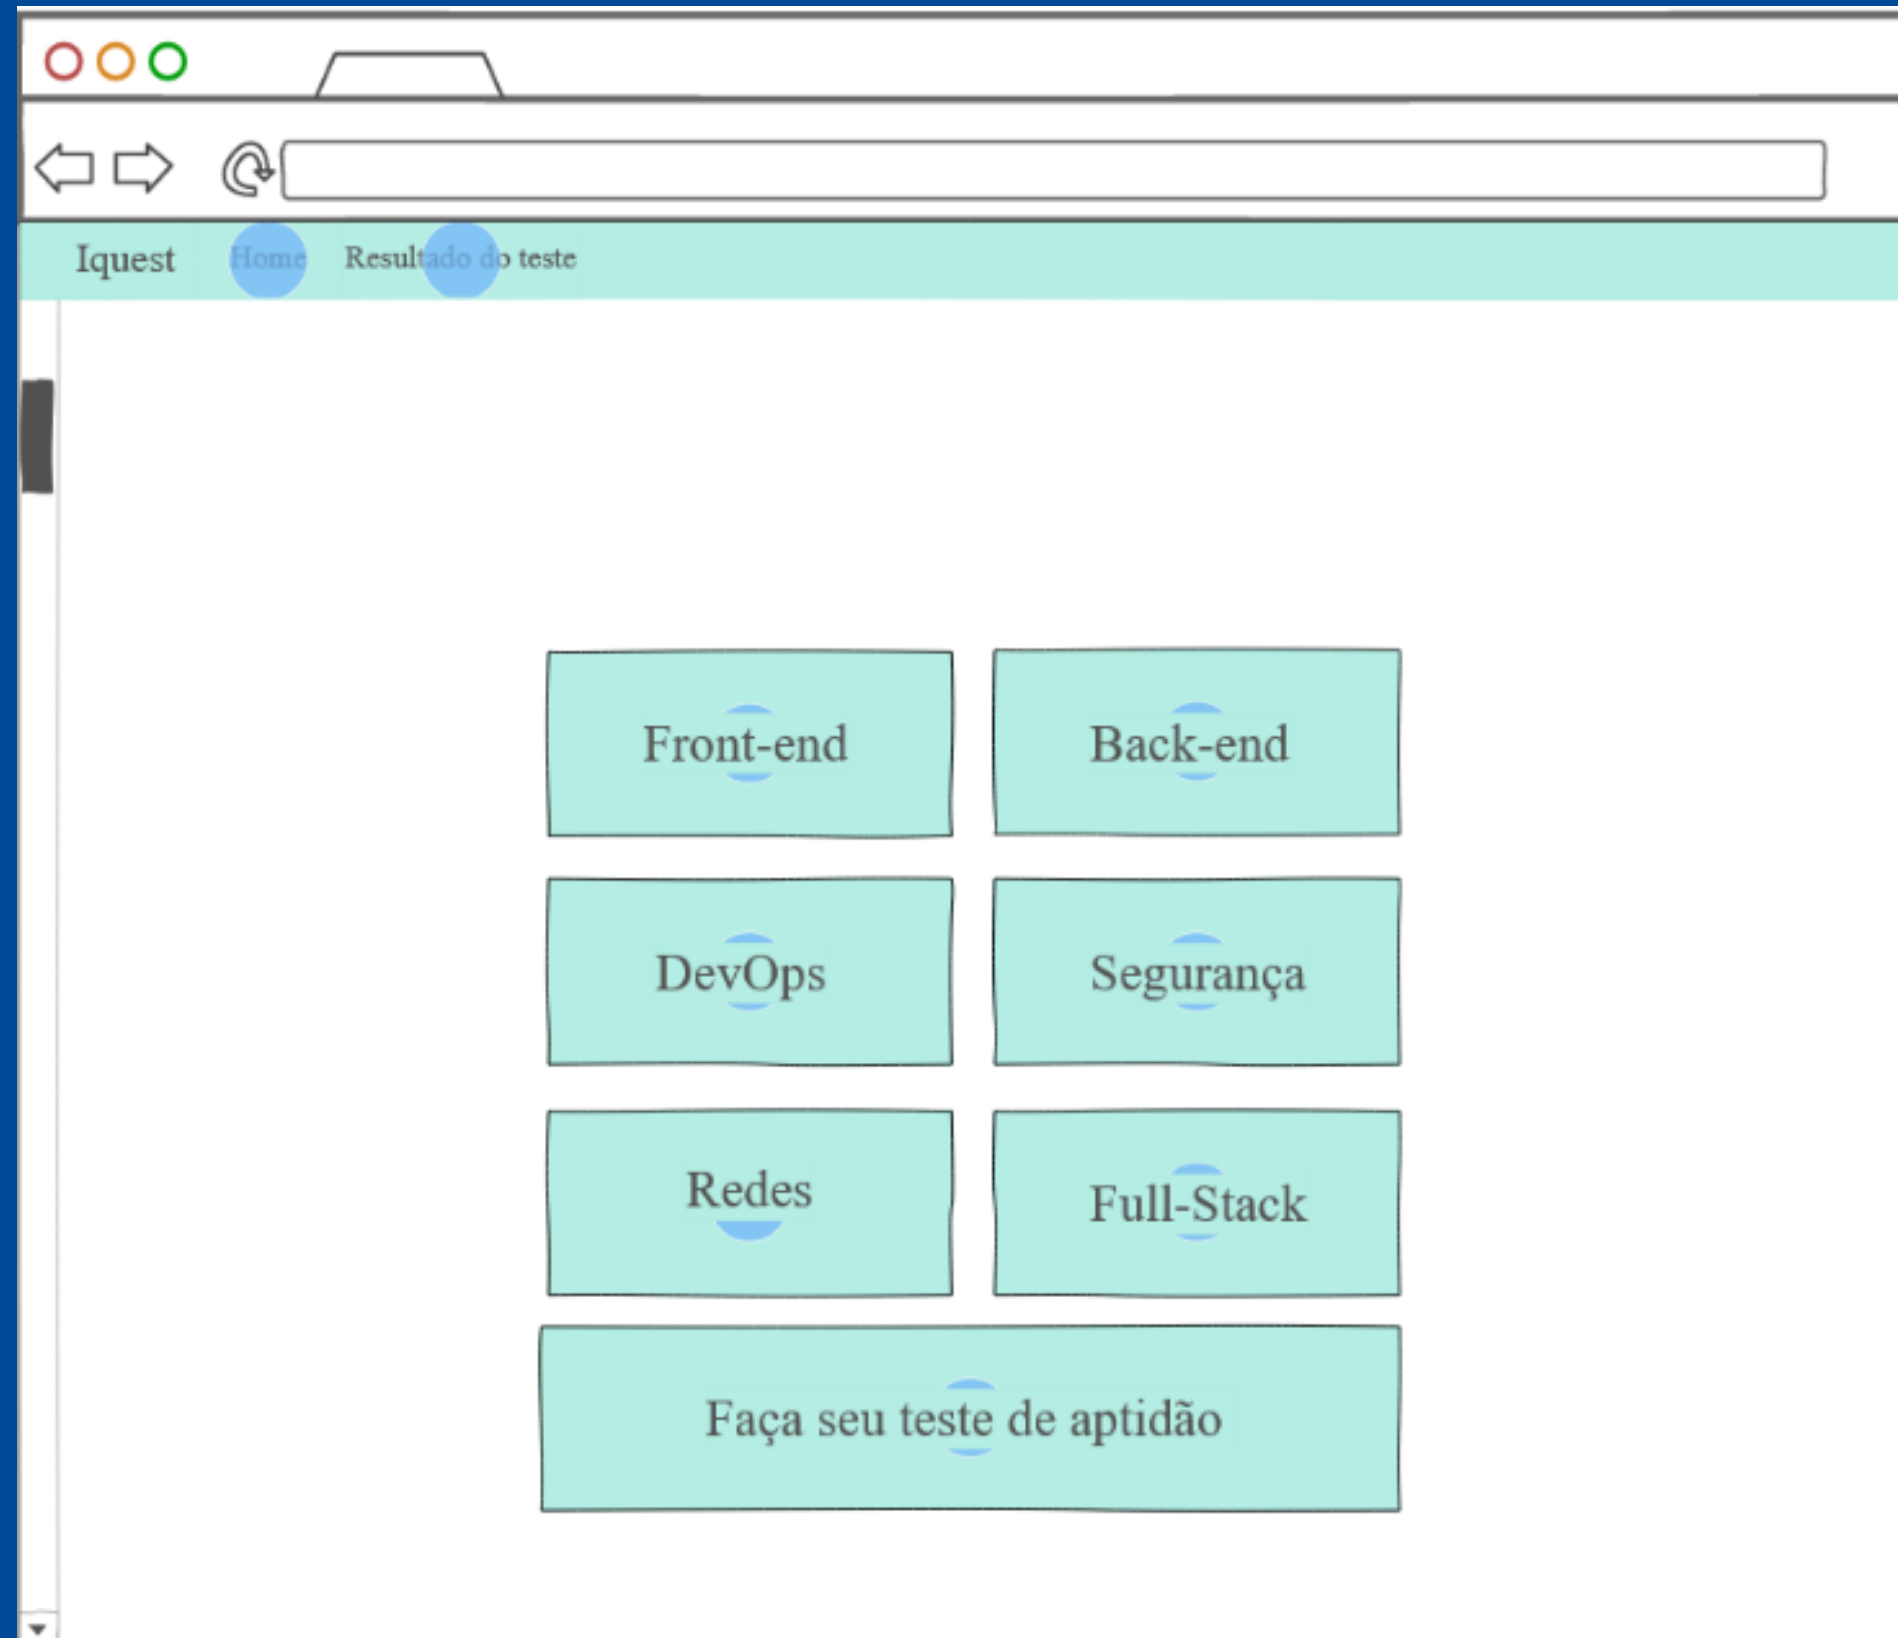 Iquest Home Resultado do teste
Front-end Back-end
DevOps Segurança
Redes Full-Stack
Faça seu teste de aptidão